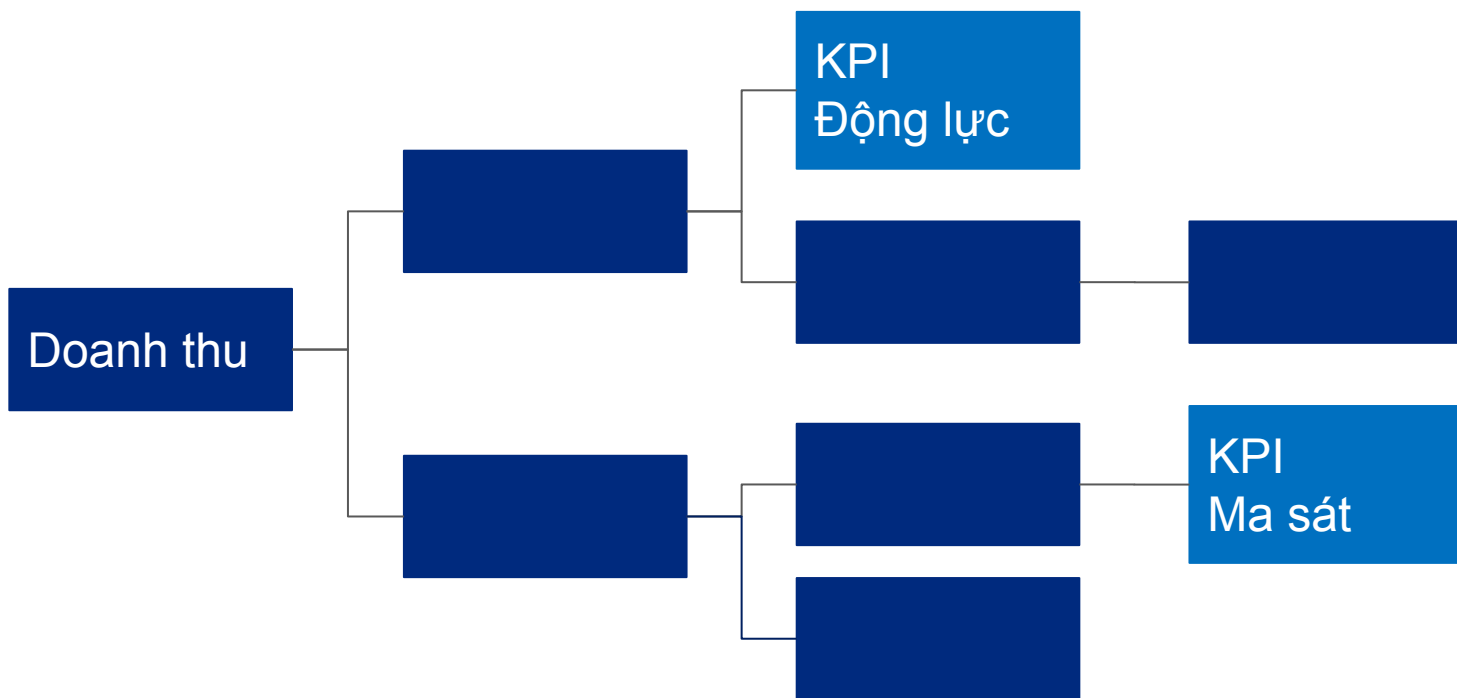 KPI
Động lực
Doanh thu
KPI
Ma sát